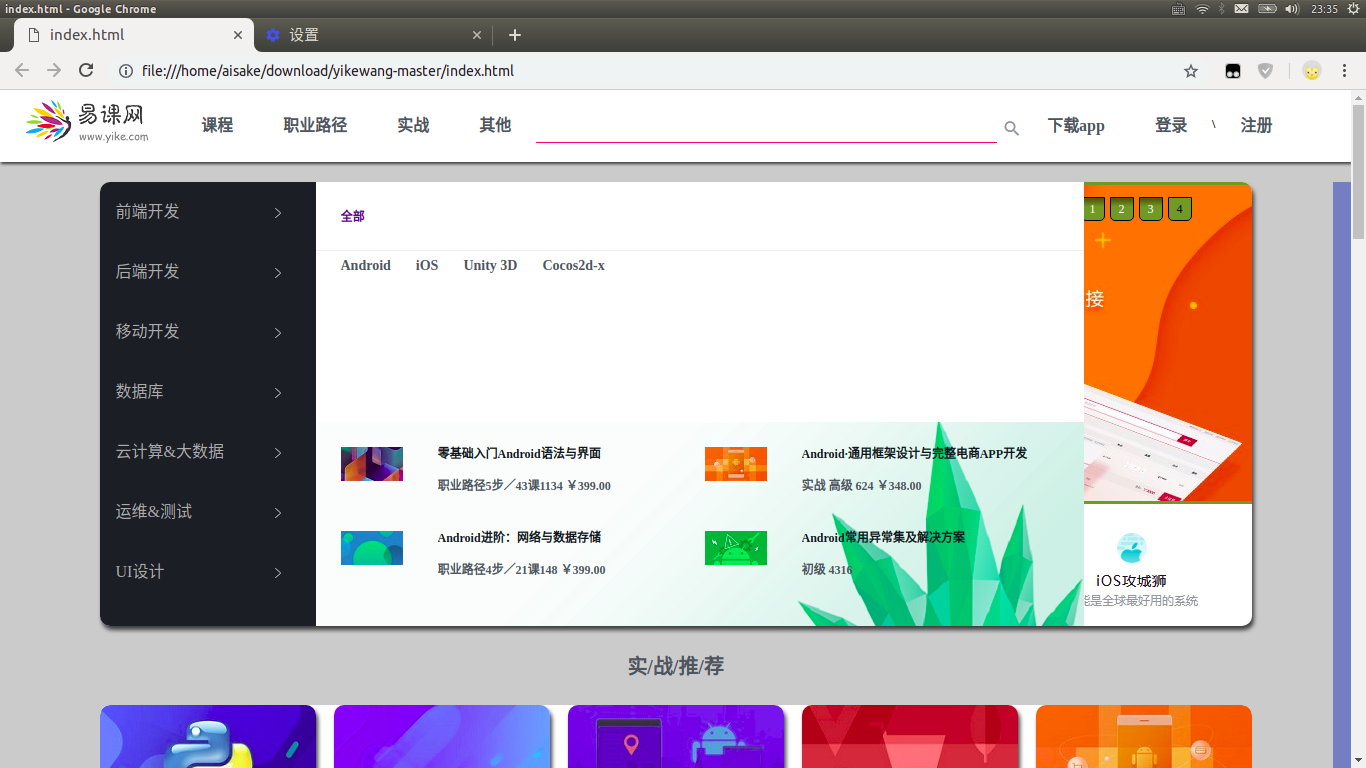 index.html - Google Chrome
23:35
index.html
设置
file:///home/aisake/download/yikewang-master/index.html
易课网
www.yike.com
课程 职业路径 实战 其他 下载app 登录 \ 注册
前端开发
后端开发
移动开发
数据库
云计算&大数据
运维&测试
UI设计
全部
Android iOS Unity 3D Cocos2d-x
零基础入门Android语法与界面
职业路径5步／43课1134 ￥399.00
Android·通用框架设计与完整电商APP开发
实战 高级 624 ￥348.00
Android进阶：网络与数据存储
职业路径4步／21课148 ￥399.00
Android常用异常集及解决方案
初级 4316
1 2 3 4
接
iOS攻城狮
能是全球最好用的系统
实/战/推/荐